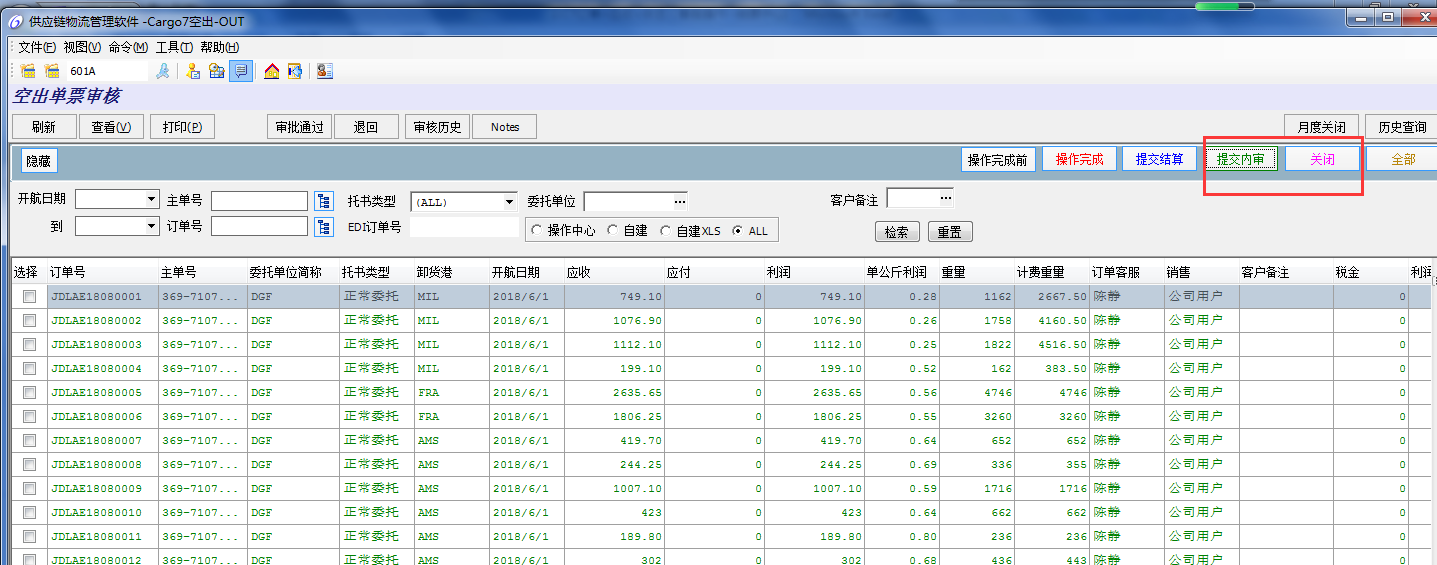 供应链物流管理软件 -Cargo7空出-OUT
文件(F) 视图(V) 命令(M) 工具(T) 帮助(H)
601A
空出单票审核
刷新 查看(V) 打印(P) 审批通过 退回 审核历史 Notes 月度关闭 历史查询
隐藏 操作完成前 操作完成 提交结算 提交内审 关闭 全部
开航日期 主单号 托书类型 (ALL) 委托单位 ... 客户备注 ...
到 订单号 EDI订单号 操作中心 自建 自建XLS ALL 检索 重置
选择 订单号 主单号 委托单位简称 托书类型 卸货港 开航日期 应收 应付 利润 单公斤利润 重量 计费重量 订单客服 销售 客户备注 税金 利润
JDLAE18080001 369-7107... DGF 正常委托 MIL 2018/6/1 749.10 0 749.10 0.28 1162 2667.50 陈静 公司用户 0
JDLAE18080002 369-7107... DGF 正常委托 MIL 2018/6/1 1076.90 0 1076.90 0.26 1758 4160.50 陈静 公司用户 0
JDLAE18080003 369-7107... DGF 正常委托 MIL 2018/6/1 1112.10 0 1112.10 0.25 1822 4516.50 陈静 公司用户 0
JDLAE18080004 369-7107... DGF 正常委托 MIL 2018/6/1 199.10 0 199.10 0.52 162 383.50 陈静 公司用户 0
JDLAE18080005 369-7107... DGF 正常委托 FRA 2018/6/1 2635.65 0 2635.65 0.56 4746 4746 陈静 公司用户 0
JDLAE18080006 369-7107... DGF 正常委托 FRA 2018/6/1 1806.25 0 1806.25 0.55 3260 3260 陈静 公司用户 0
JDLAE18080007 369-7107... DGF 正常委托 AMS 2018/6/1 419.70 0 419.70 0.64 652 652 陈静 公司用户 0
JDLAE18080008 369-7107... DGF 正常委托 AMS 2018/6/1 244.25 0 244.25 0.69 336 355 陈静 公司用户 0
JDLAE18080009 369-7107... DGF 正常委托 AMS 2018/6/1 1007.10 0 1007.10 0.59 1716 1716 陈静 公司用户 0
JDLAE18080010 369-7107... DGF 正常委托 AMS 2018/6/1 423 0 423 0.64 662 662 陈静 公司用户 0
JDLAE18080011 369-7107... DGF 正常委托 AMS 2018/6/1 189.80 0 189.80 0.80 236 236 陈静 公司用户 0
JDLAE18080012 369-7107... DGF 正常委托 AMS 2018/6/1 302 0 302 0.68 436 443 陈静 公司用户 0